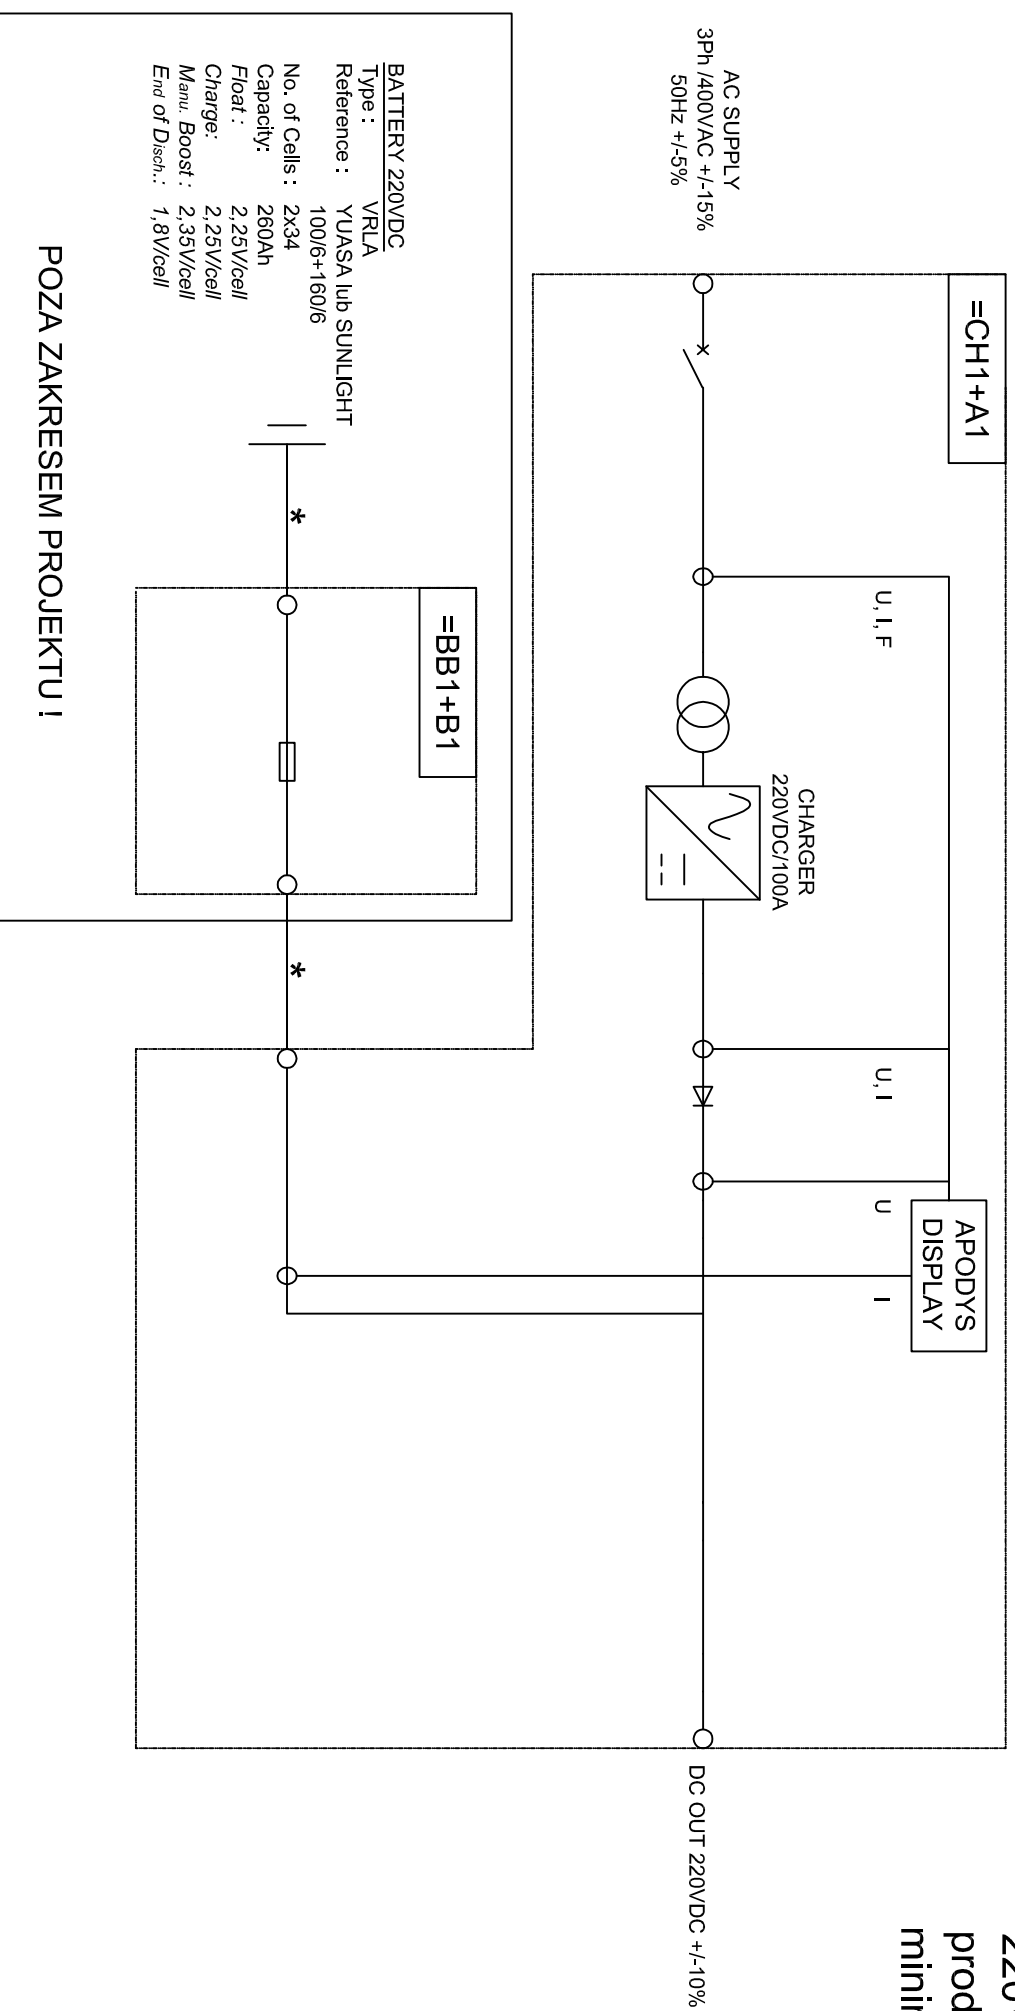 =CH1+A1
AC SUPPLY
3Ph /400VAC +/-15%
50Hz +/-5%
U, I, F
U, I
U
I
APODYS
DISPLAY
CHARGER
220VDC/100A
DC OUT 220VDC +/-10%
=BB1+B1
*
*
BATTERY 220VDC
Type : VRLA
Reference : YUASA lub SUNLIGHT
100/6+160/6
No. of Cells : 2x34
Capacity: 260Ah
Float : 2,25V/cell
Charge: 2,25V/cell
Manu. Boost : 2,35V/cell
End of Disch.: 1,8V/cell
POZA ZAKRESEM PROJEKTU !
prod